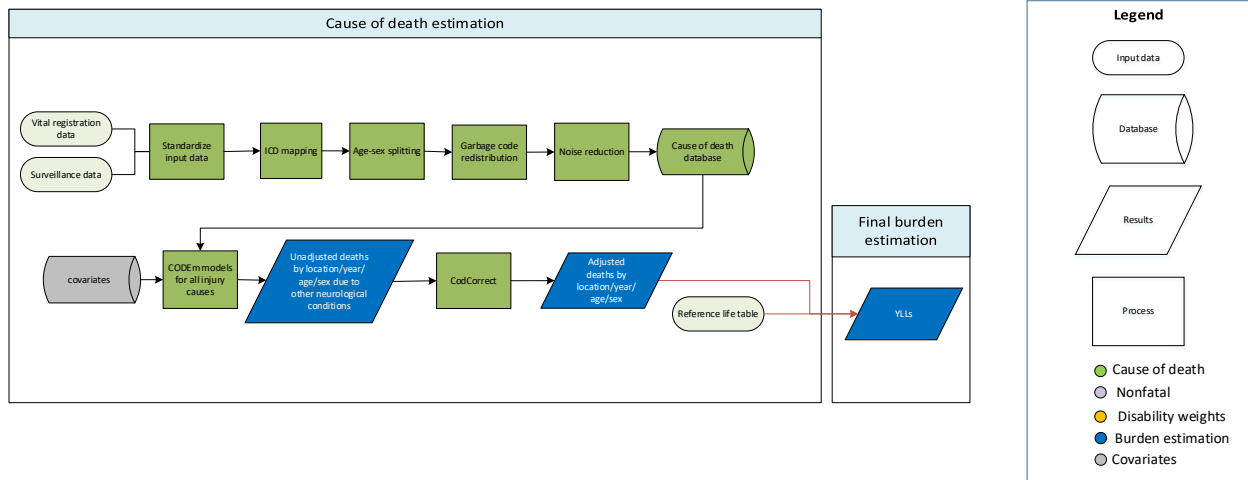 Cause of death estimation
Vital registration
data
Surveillance data
Standardize
input data
ICD mapping
Age-sex splitting
Garbage code
redistribution
Noise reduction
Cause of death
database
covariates
CODEm models
for all injury
causes
Unadjusted deaths
by location/year/
age/sex due to
other neurological
conditions
CodCorrect
Adjusted
deaths by
location/year/
age/sex
Reference life table
Final burden
estimation
YLLs
Legend
Input data
Database
Results
Process
Cause of death
Nonfatal
Disability weights
Burden estimation
Covariates